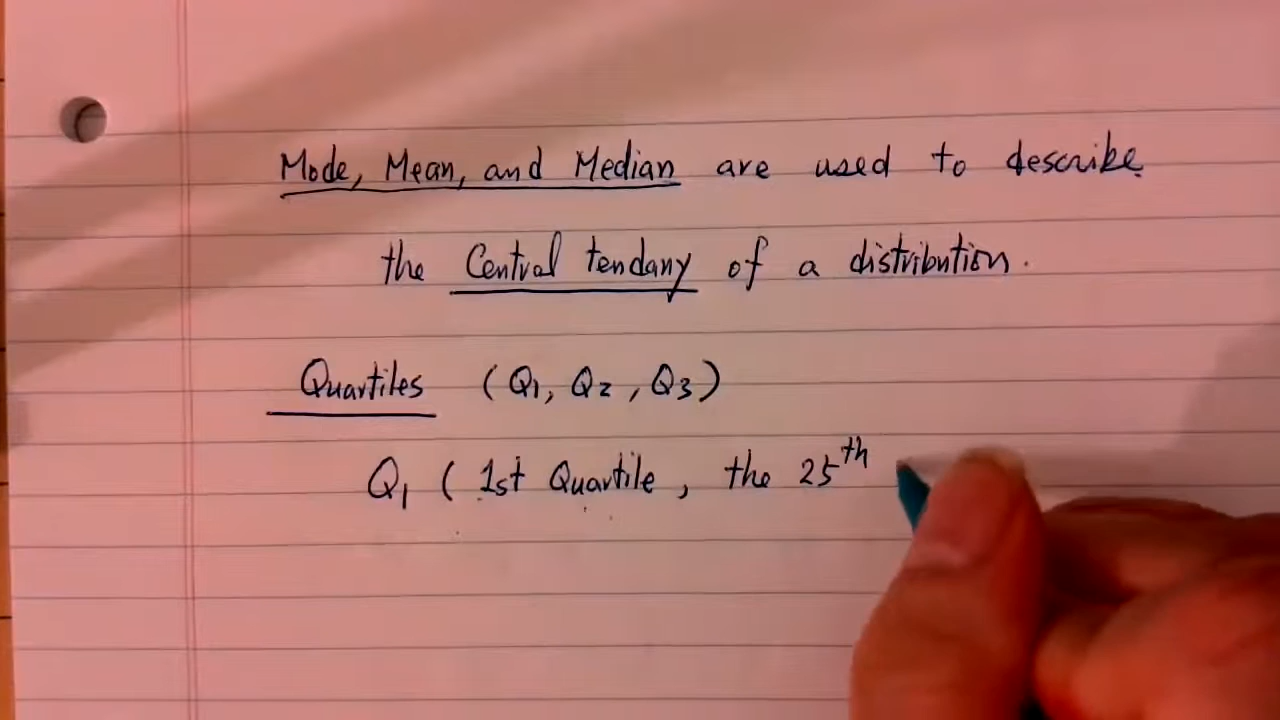 Mode, Mean, and Median are used to describe
the Central tendany of a distribution.
Quartiles (Q1, Q2, Q3)
Q1 (1st Quartile, the 25th